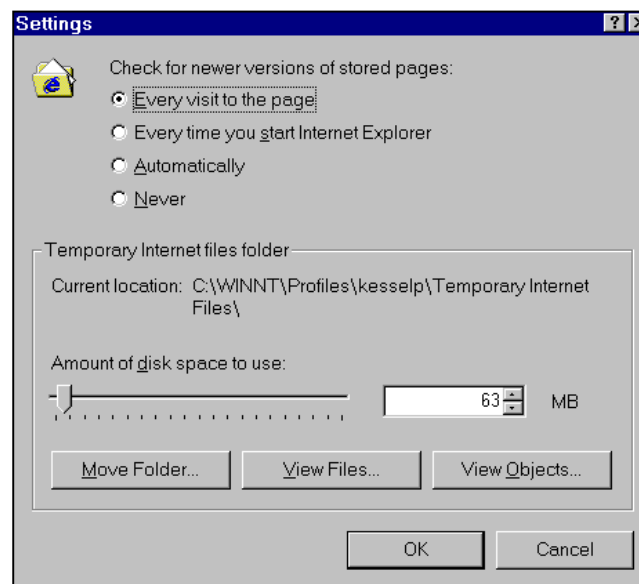 Settings
Check for newer versions of stored pages:
Every visit to the page
Every time you start Internet Explorer
Automatically
Never
Temporary Internet files folder
Current location: C:\WINNT\Profiles\kesselp\Temporary Internet
Files\
Amount of disk space to use:
63 MB
Move Folder... View Files... View Objects...
OK Cancel